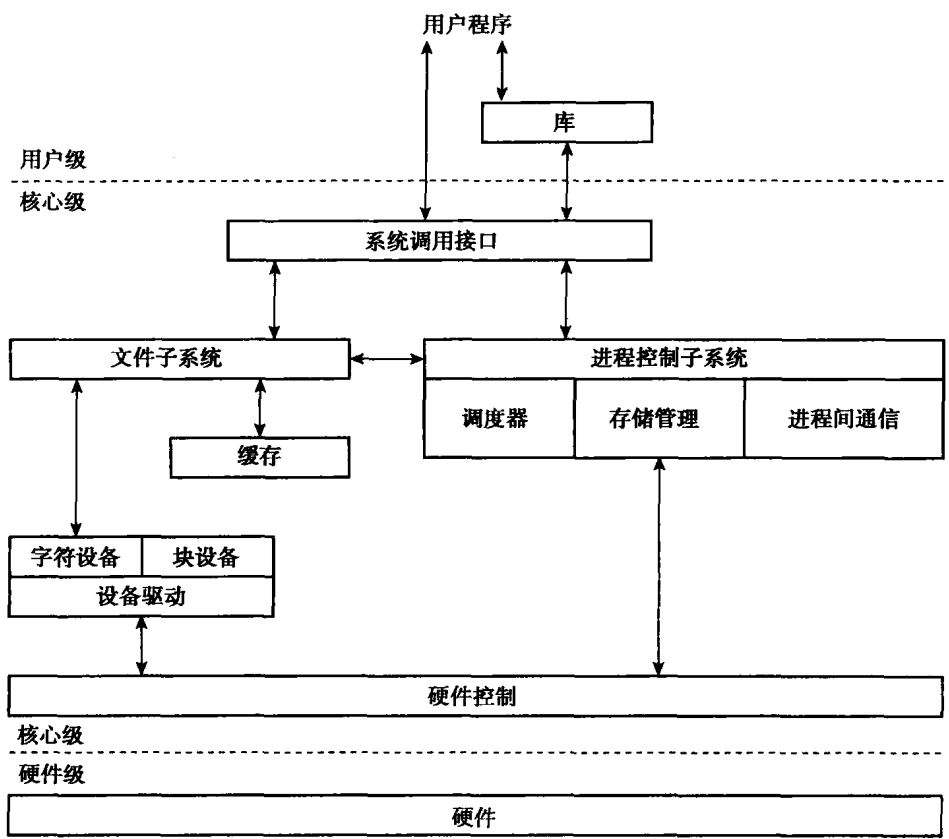 用户程序
库
用户级
核心级
系统调用接口
文件子系统
进程控制子系统
调度器
存储管理
进程间通信
缓存
字符设备
块设备
设备驱动
硬件控制
核心级
硬件级
硬件